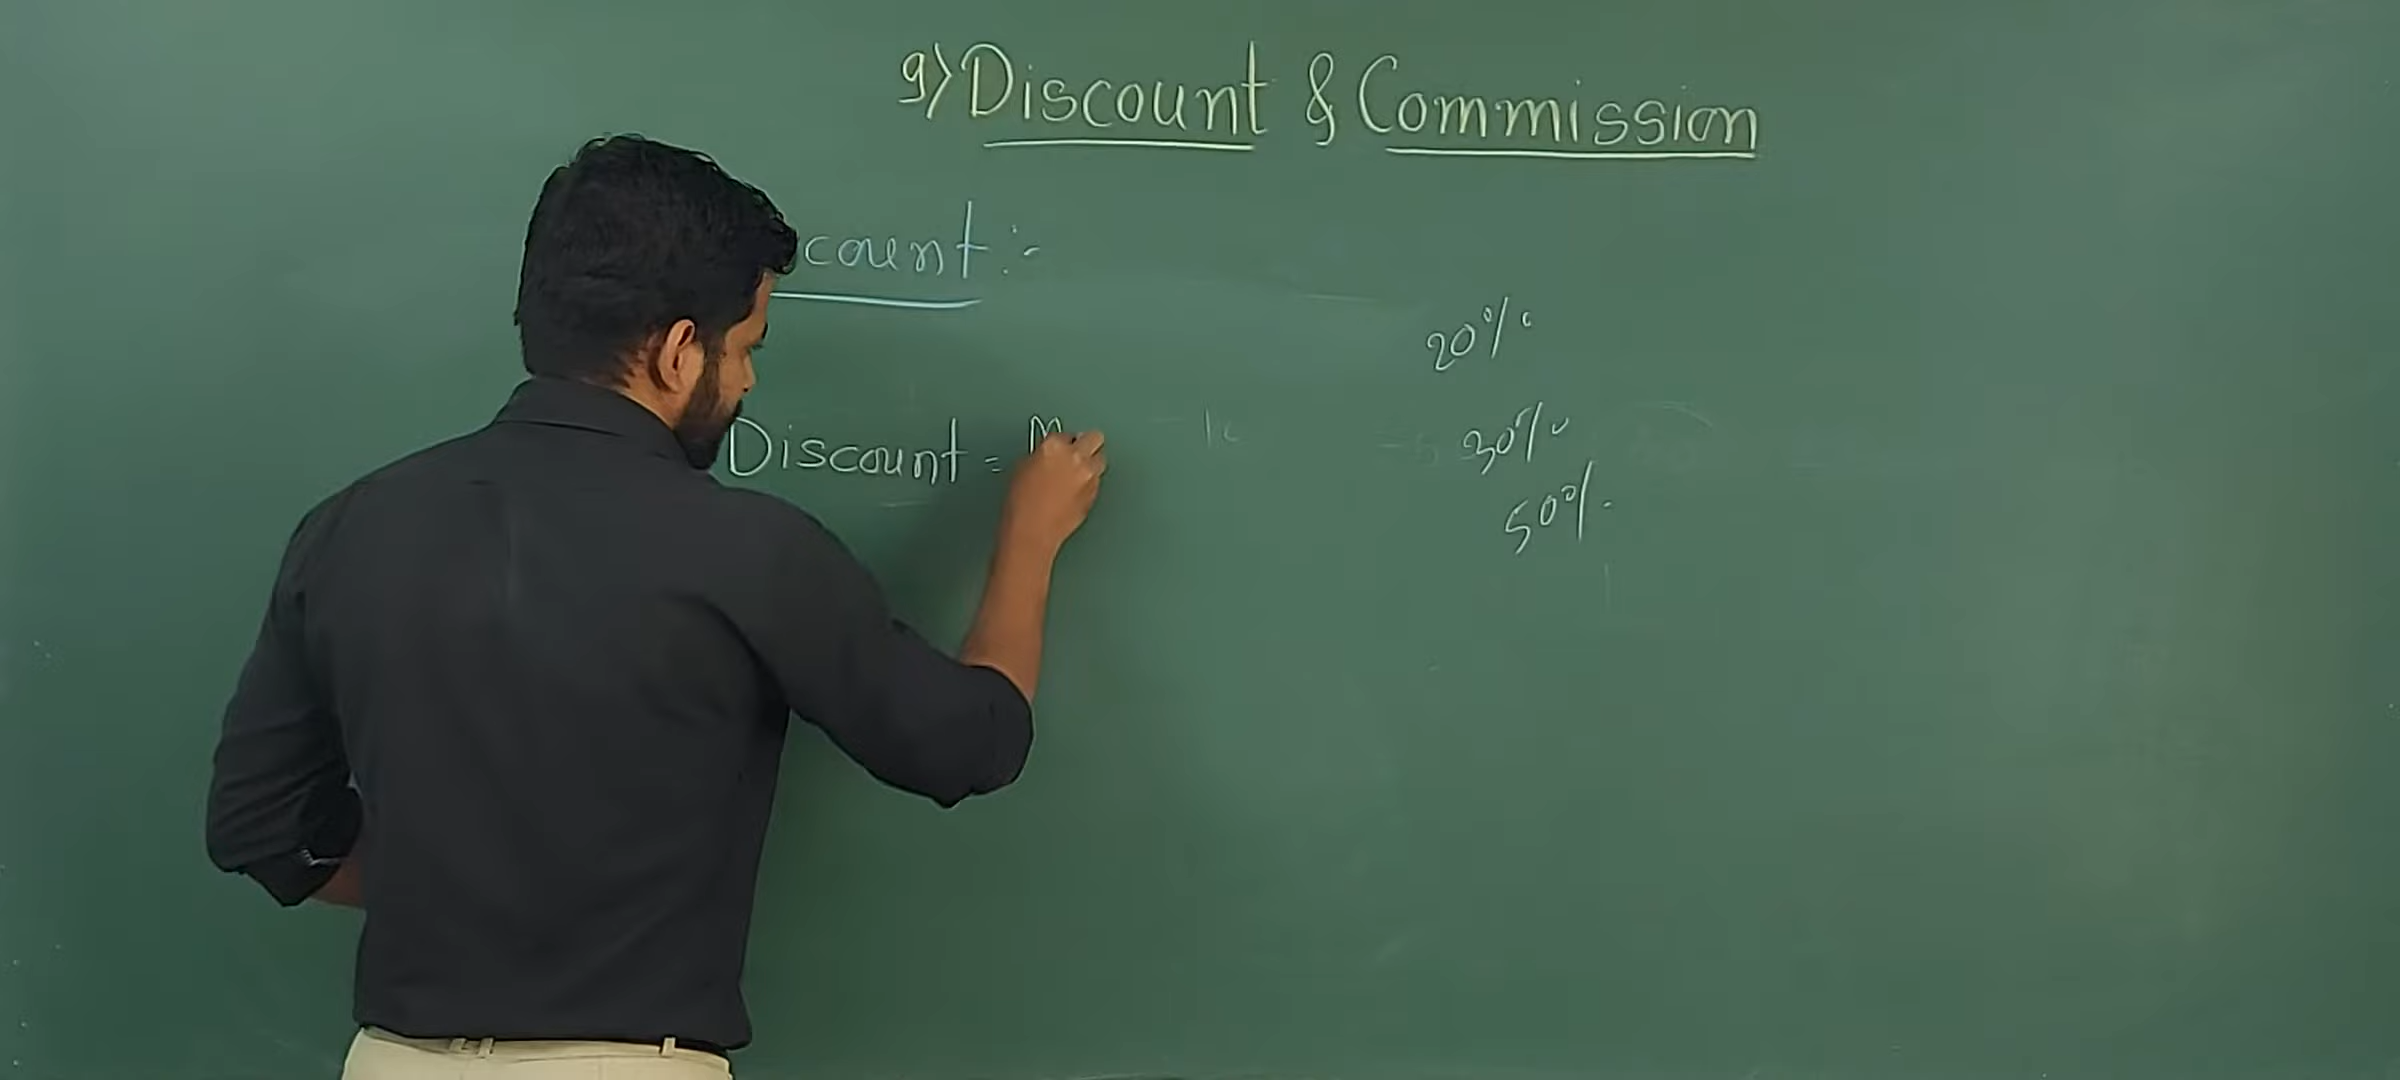 9) Discount & Commission
count :-
20%
Discount = M
30%
50%